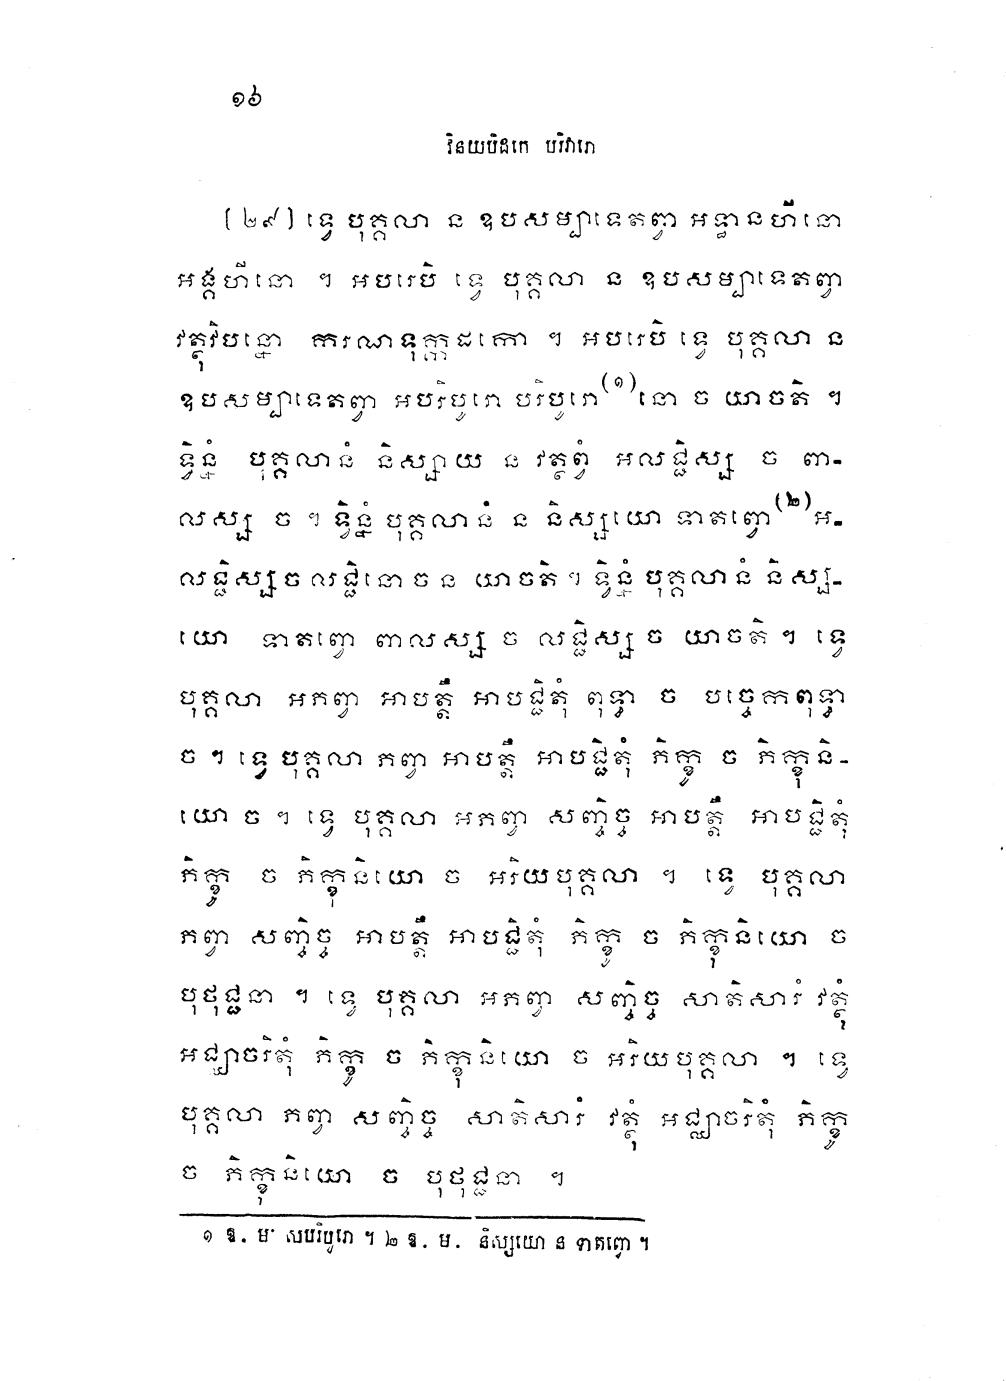 ១៦
វិនយបិដកេ បរិវារោ
[២៩] ទ្វេ បុគ្គលា ន ឧបសម្បាទេតព្វា អទ្ធានហីនោ
អង្គហីនោ ។ អបរេបិ ទ្វេ បុគ្គលា ន ឧបសម្បាទេតព្វា
វត្ថុវិបន្នោ ករណទុក្កដកោ ។ អបរេបិ ទ្វេ បុគ្គលា ន
ឧបសម្បាទេតព្វា អបរិបូរោ បរិបូរោ(១) នោ ច យាចតិ ។
ទ្វិន្នំ បុគ្គលានំ និស្សាយ ន វត្ថព្វំ អលជ្ជិស្ស ច ពា-
លស្ស ច ។ ទ្វិន្នំ បុគ្គលានំ ន និស្សយោ ទាតព្វោ(២) អ-
លជ្ជិស្ស ច លជ្ជិនោ ច ន យាចតិ ។ ទ្វិន្នំ បុគ្គលានំ និស្ស-
យោ ទាតព្វោ ពាលស្ស ច លជ្ជិស្ស ច យាចតិ ។ ទ្វេ
បុគ្គលា អភព្វា អាបត្តឹ អាបជ្ជិតុំ ពុទ្ធា ច បច្ចេកពុទ្ធា
ច ។ ទ្វេ បុគ្គលា ភព្វា អាបត្តឹ អាបជ្ជិតុំ ភិក្ខូ ច ភិក្ខុនិ-
យោ ច ។ ទ្វេ បុគ្គលា អភព្វា សញ្ចិច្ច អាបត្តឹ អាបជ្ជិតុំ
ភិក្ខូ ច ភិក្ខុនិយោ ច អរិយបុគ្គលា ។ ទ្វេ បុគ្គលា
ភព្វា សញ្ចិច្ច អាបត្តឹ អាបជ្ជិតុំ ភិក្ខូ ច ភិក្ខុនិយោ ច
បុថុជ្ជនា ។ ទ្វេ បុគ្គលា អភព្វា សញ្ចិច្ច សាតិសារំ វត្ថុំ
អជ្ឈាចរិតុំ ភិក្ខូ ច ភិក្ខុនិយោ ច អរិយបុគ្គលា ។ ទ្វេ
បុគ្គលា ភព្វា សញ្ចិច្ច សាតិសារំ វត្ថុំ អជ្ឈាចរិតុំ ភិក្ខូ
ច ភិក្ខុនិយោ ច បុថុជ្ជនា ។
១ ឱ. ម. សបរិបូរោ ។ ២ ឱ. ម. និស្សយោ ន ទាតព្វោ ។